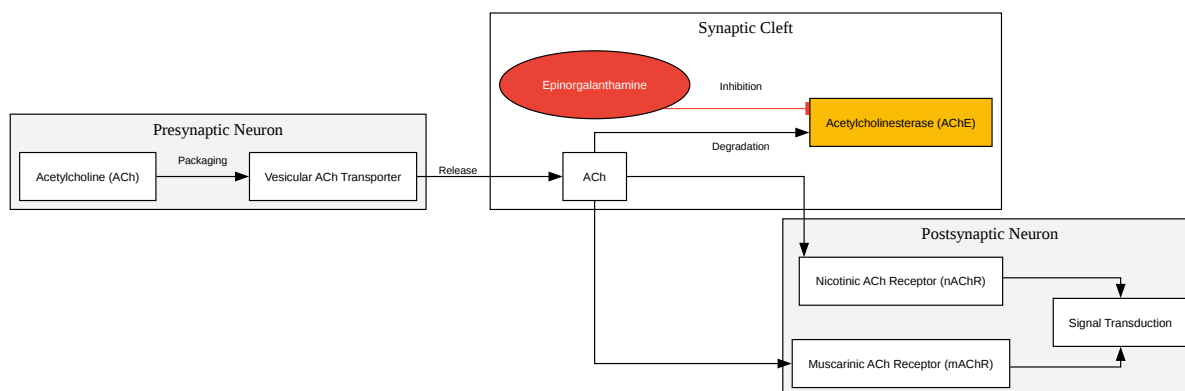 Synaptic Cleft
Epinorgalanthamine
Inhibition
Acetylcholinesterase (AChE)
Degradation
Presynaptic Neuron
Acetylcholine (ACh)
Packaging
Vesicular ACh Transporter
Release
ACh
Postsynaptic Neuron
Nicotinic ACh Receptor (nAChR)
Signal Transduction
Muscarinic ACh Receptor (mAChR)